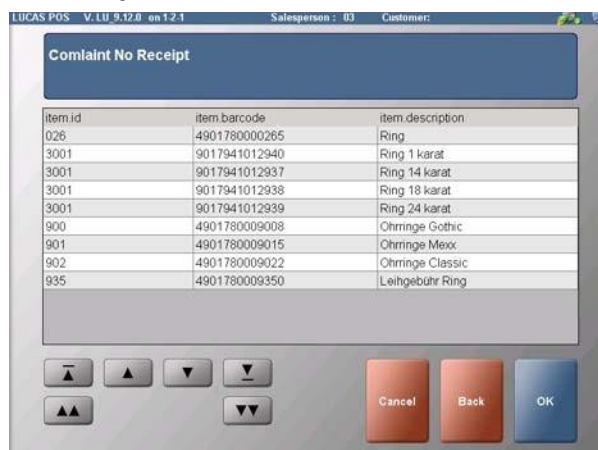 LUCAS POS V. LU_9.12.0 on 1-2-1 Salesperson : 03 Customer:
Comlaint No Receipt
item.id item.barcode item.description
026 4901780000265 Ring
3001 9017941012940 Ring 1 karat
3001 9017941012937 Ring 14 karat
3001 9017941012938 Ring 18 karat
3001 9017941012939 Ring 24 karat
900 4901780009008 Ohrringe Gothic
901 4901780009015 Ohrringe Mexx
902 4901780009022 Ohrringe Classic
935 4901780009350 Leihgebühr Ring
Cancel Back OK